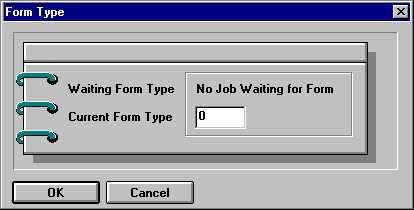 Form Type
Waiting Form Type No Job Waiting for Form
Current Form Type 0
OK Cancel